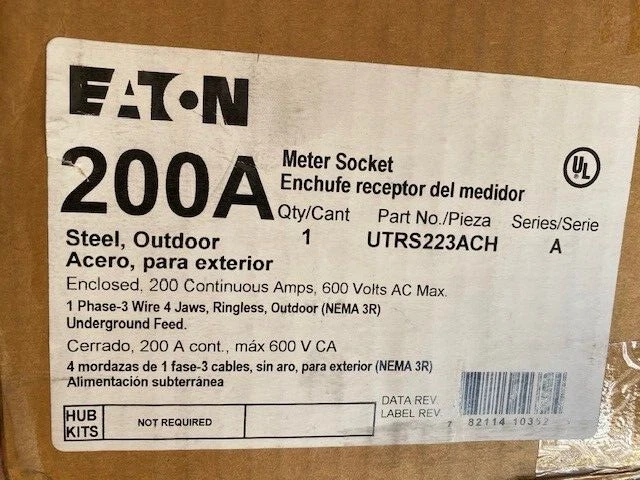 EATON
200A
Meter Socket
Enchufe receptor del medidor
UL
Qty/Cant Part No./Pieza Series/Serie
1 UTRS223ACH A
Steel, Outdoor
Acero, para exterior
Enclosed, 200 Continuous Amps, 600 Volts AC Max.
1 Phase-3 Wire 4 Jaws, Ringless, Outdoor (NEMA 3R)
Underground Feed.
Cerrado, 200 A cont., máx 600 V CA
4 mordazas de 1 fase-3 cables, sin aro, para exterior (NEMA 3R)
Alimentación subterránea
HUB KITS NOT REQUIRED
DATA REV.
LABEL REV.
7 82114